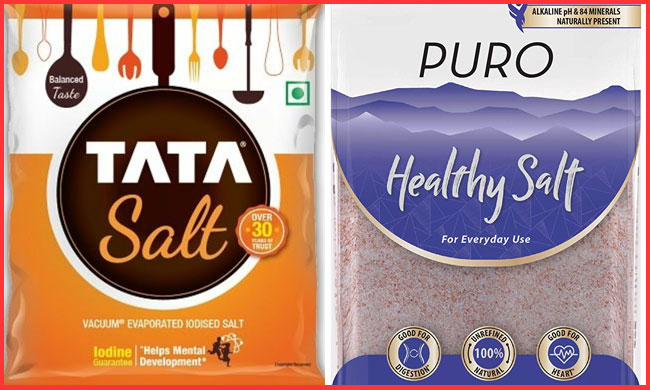 Balanced
Taste
TATA®
Salt
OVER
30
YEARS OF
TRUST
VACUUM® EVAPORATED IODISED SALT
Iodine
Guarantee
"Helps Mental
Development"
Copyright Reserved
ALKALINE pH & 84 MINERALS
NATURALLY PRESENT
PURO
Healthy Salt
For Everyday Use
GOOD FOR
DIGESTION*
UNREFINED
100%
NATURAL
GOOD FOR
HEART*